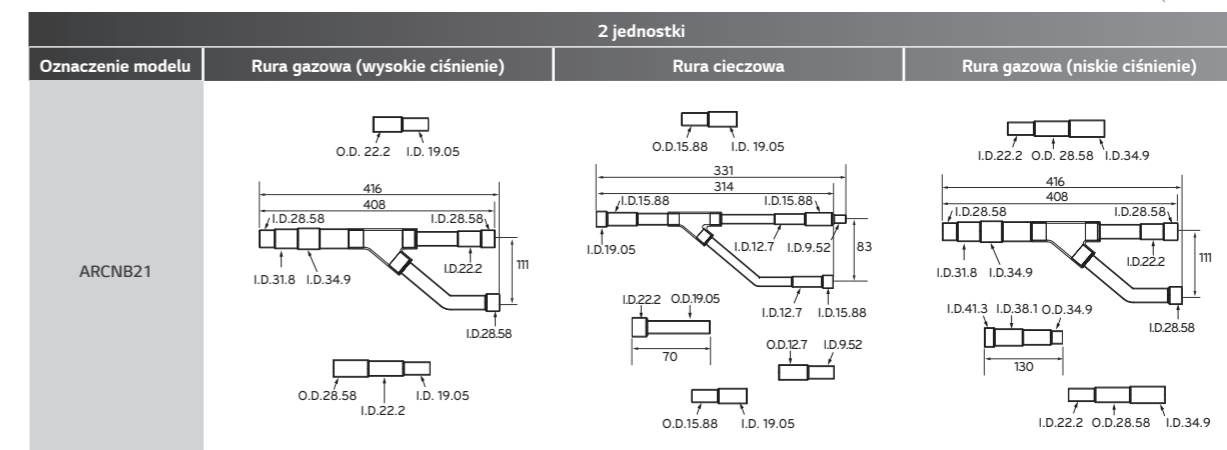 2 jednostki
Oznaczenie modelu Rura gazowa (wysokie ciśnienie) Rura cieczowa Rura gazowa (niskie ciśnienie)
ARCNB21
O.D. 22.2 I.D. 19.05
416
408
I.D.28.58 I.D.28.58
I.D.22.2
111
I.D.31.8 I.D.34.9
I.D.28.58
O.D.28.58 I.D. 19.05
I.D.22.2
O.D.15.88 I.D. 19.05
331
314
I.D.15.88 I.D.15.88
I.D.19.05 I.D.12.7 I.D.9.52 83
I.D.12.7 I.D.15.88
I.D.22.2 O.D.19.05
70
O.D.12.7 I.D.9.52
O.D.15.88 I.D. 19.05
I.D.22.2 O.D. 28.58 I.D.34.9
416
408
I.D.28.58 I.D.28.58
I.D.22.2
111
I.D.31.8 I.D.34.9
I.D.28.58
I.D.41.3 I.D.38.1 O.D.34.9
130
I.D.22.2 O.D.28.58 I.D.34.9